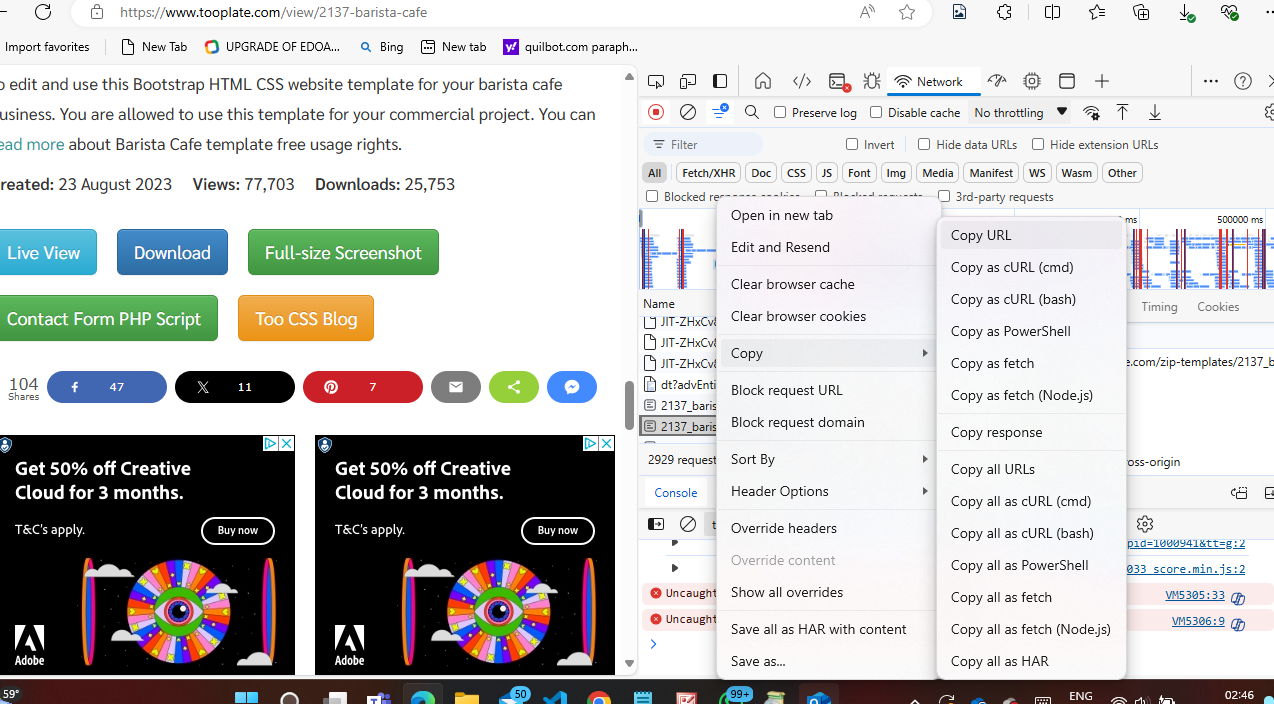 https://www.tooplate.com/view/2137-barista-cafe
Import favorites
New Tab
UPGRADE OF EDOA...
Bing
New tab
quilbot.com paraph...
o edit and use this Bootstrap HTML CSS website template for your barista cafe
usiness. You are allowed to use this template for your commercial project. You can
ead more about Barista Cafe template free usage rights.
reated: 23 August 2023 Views: 77,703 Downloads: 25,753
Live View
Download
Full-size Screenshot
Contact Form PHP Script
Too CSS Blog
104
Shares
47
11
7
Get 50% off Creative
Cloud for 3 months.
T&C's apply.
Buy now
Adobe
Get 50% off Creative
Cloud for 3 months.
T&C's apply.
Buy now
Adobe
Network
Preserve log
Disable cache
No throttling
Filter
Invert
Hide data URLs
Hide extension URLs
All
Fetch/XHR
Doc
CSS
JS
Font
Img
Media
Manifest
WS
Wasm
Other
Blocked response cookies
Blocked requests
3rd-party requests
ms
500000 ms
Name
Timing
Cookies
JIT-ZHxCv8
JIT-ZHxCv8
JIT-ZHxCv8
dt?advEnti
2137_baris
2137_baris
e.com/zip-templates/2137_b
2929 request
oss-origin
Console
pid=1000941&tt=g:2
033 score.min.js:2
Uncaught
VM5305:33
Uncaught
VM5306:9
Open in new tab
Edit and Resend
Clear browser cache
Clear browser cookies
Copy
Block request URL
Block request domain
Sort By
Header Options
Override headers
Override content
Show all overrides
Save all as HAR with content
Save as...
Copy URL
Copy as cURL (cmd)
Copy as cURL (bash)
Copy as PowerShell
Copy as fetch
Copy as fetch (Node.js)
Copy response
Copy all URLs
Copy all as cURL (cmd)
Copy all as cURL (bash)
Copy all as PowerShell
Copy all as fetch
Copy all as fetch (Node.js)
Copy all as HAR
59°
50
99+
ENG
02:46